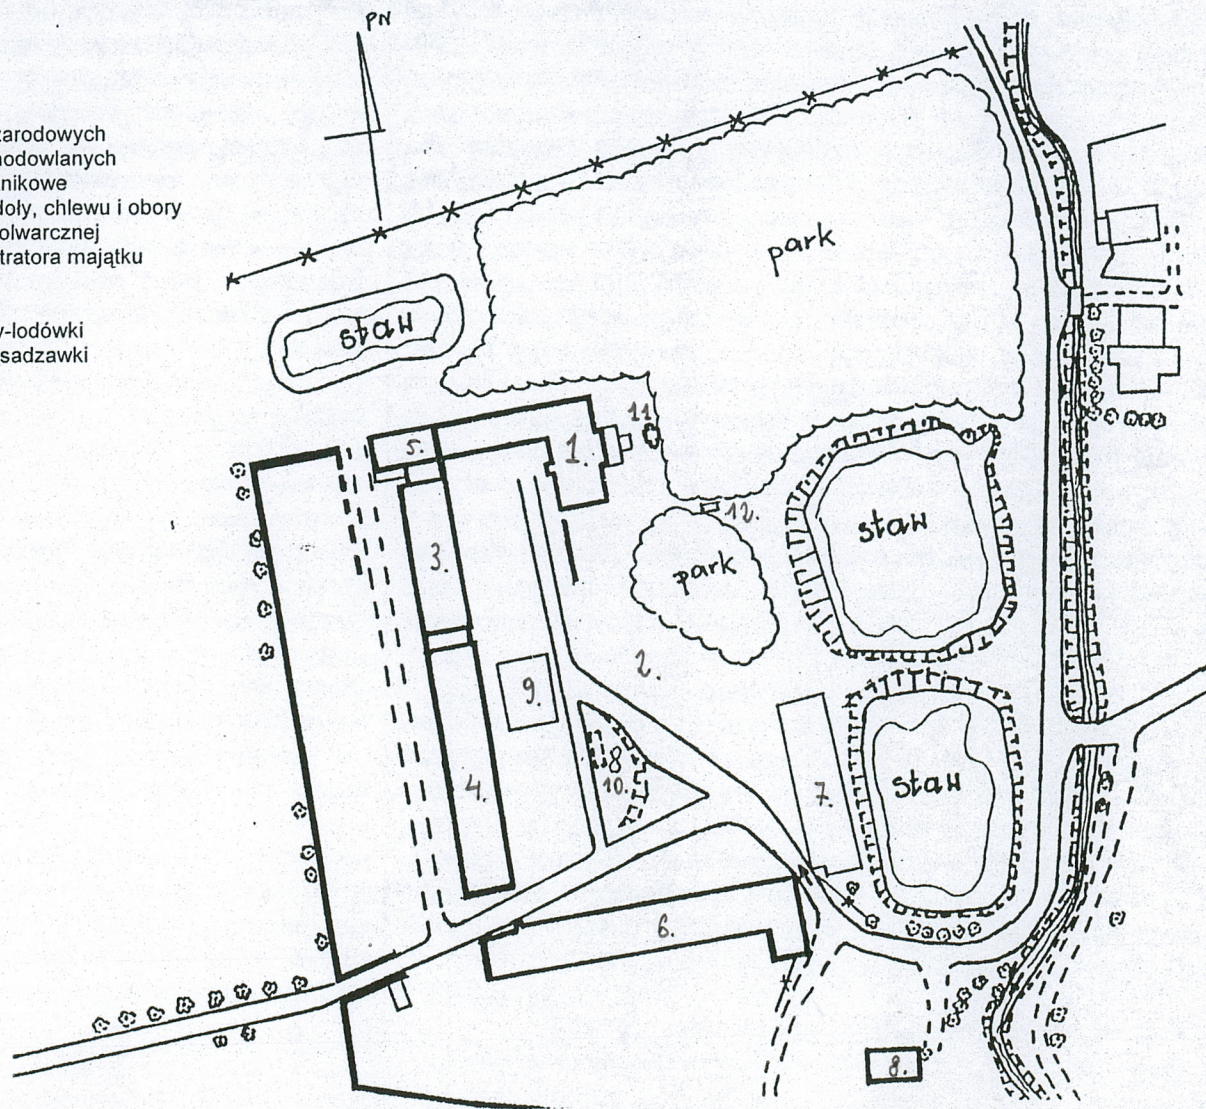 PN
zarodowych
hodowlanych
nikowe
doły, chlewu i obory
olwarcznej
tratora majątku
y-lodówki
sadzawki
park
staw
11
5.
1.
12.
staw
park
3.
2.
9.
8
10.
4.
7.
staw
6.
8.